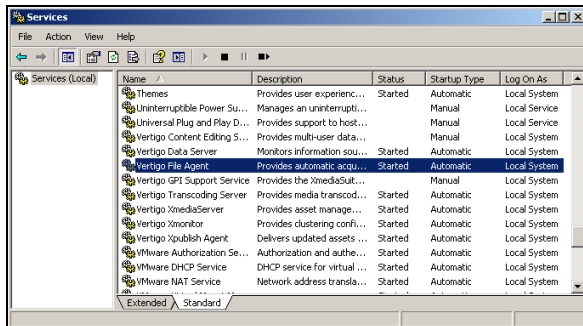 Services
File Action View Help
Services (Local)
Name Description Status Startup Type Log On As
Themes Provides user experienc... Started Automatic Local System
Uninterruptible Power Su... Manages an uninterrupti... Manual Local Service
Universal Plug and Play D... Provides support to host... Manual Local Service
Vertigo Content Editing S... Provides multi-user data... Manual Local System
Vertigo Data Server Monitors information sou... Started Automatic Local System
Vertigo File Agent Provides automatic acqu... Started Automatic Local System
Vertigo GPI Support Service Provides the XmediaSuit... Manual Local System
Vertigo Transcoding Server Provides media transcod... Started Automatic Local System
Vertigo XmediaServer Provides asset manage... Started Automatic Local System
Vertigo Xmonitor Provides clustering confi... Started Automatic Local System
Vertigo Xpublish Agent Delivers updated assets ... Started Automatic Local System
VMware Authorization Se... Authorization and authe... Started Automatic Local System
VMware DHCP Service DHCP service for virtual ... Started Automatic Local System
VMware NAT Service Network address transla... Started Automatic Local System
Extended Standard